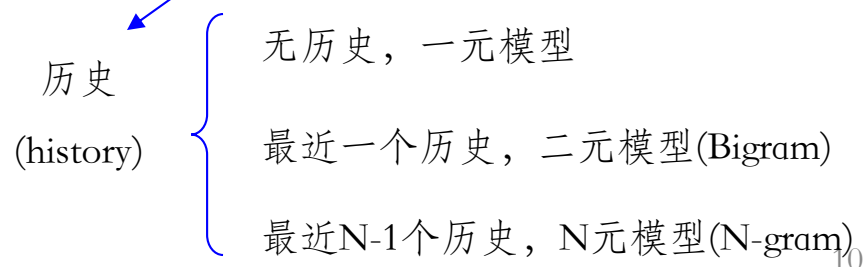 无历史，一元模型
历史
(history)
最近一个历史，二元模型(Bigram)
最近N-1个历史，N元模型(N-gram)
10